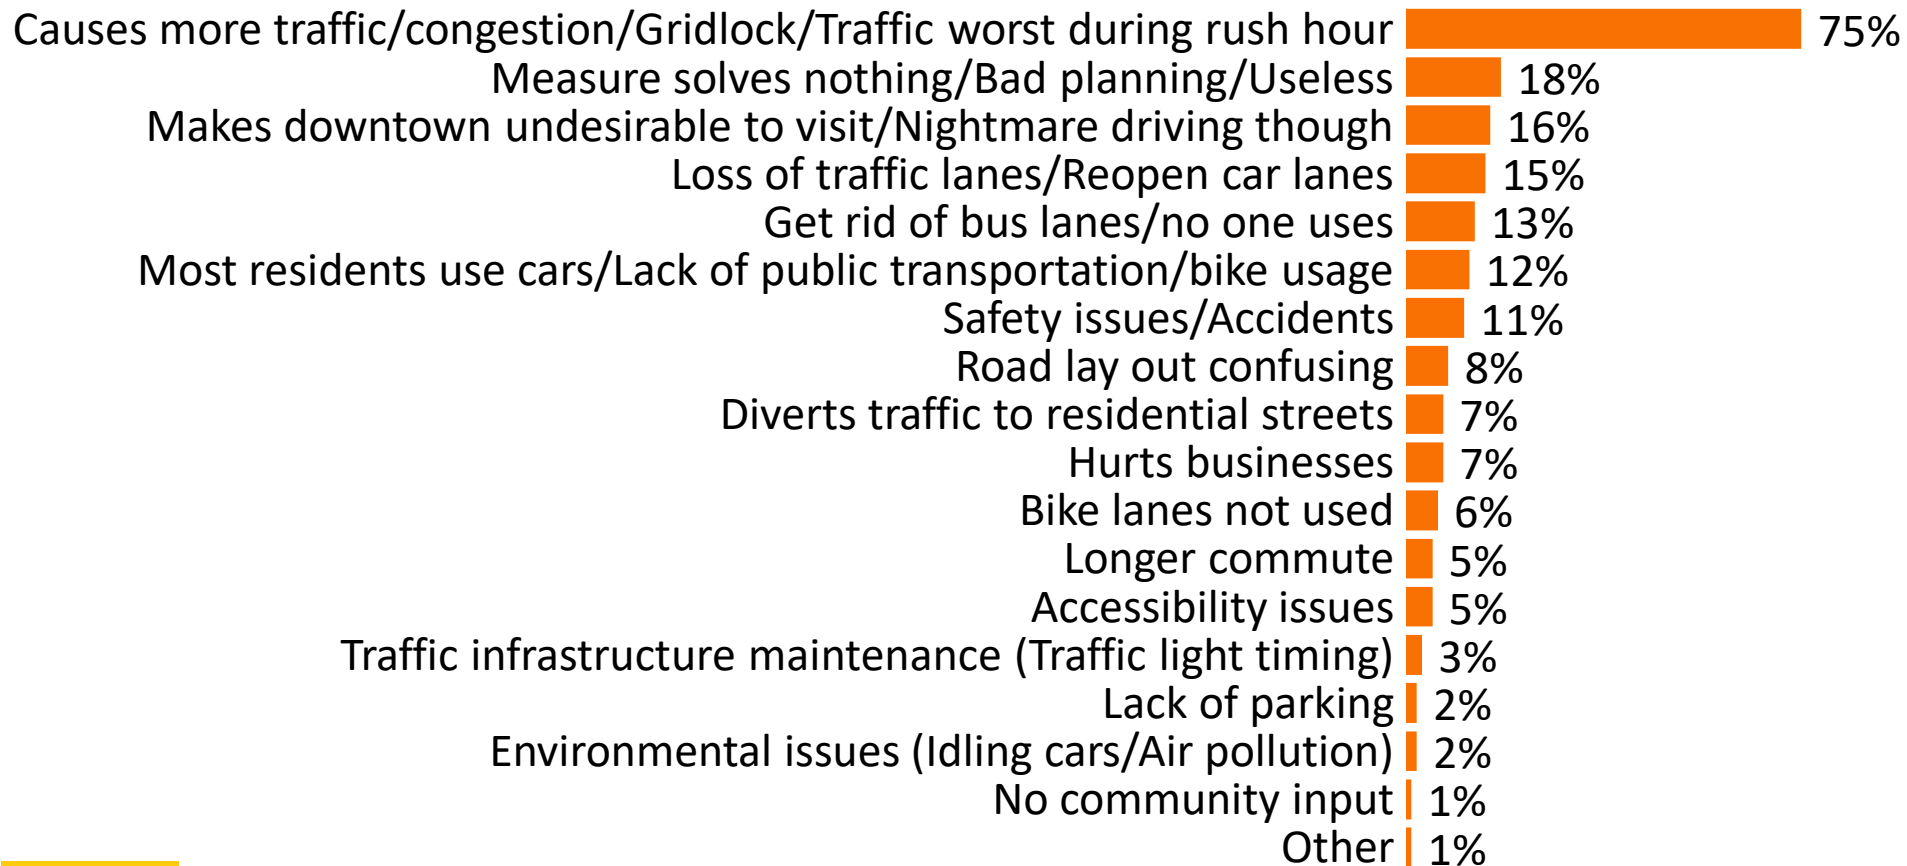 Causes more traffic/congestion/Gridlock/Traffic worst during rush hour 75%
Measure solves nothing/Bad planning/Useless 18%
Makes downtown undesirable to visit/Nightmare driving though 16%
Loss of traffic lanes/Reopen car lanes 15%
Get rid of bus lanes/no one uses 13%
Most residents use cars/Lack of public transportation/bike usage 12%
Safety issues/Accidents 11%
Road lay out confusing 8%
Diverts traffic to residential streets 7%
Hurts businesses 7%
Bike lanes not used 6%
Longer commute 5%
Accessibility issues 5%
Traffic infrastructure maintenance (Traffic light timing) 3%
Lack of parking 2%
Environmental issues (Idling cars/Air pollution) 2%
No community input 1%
Other 1%